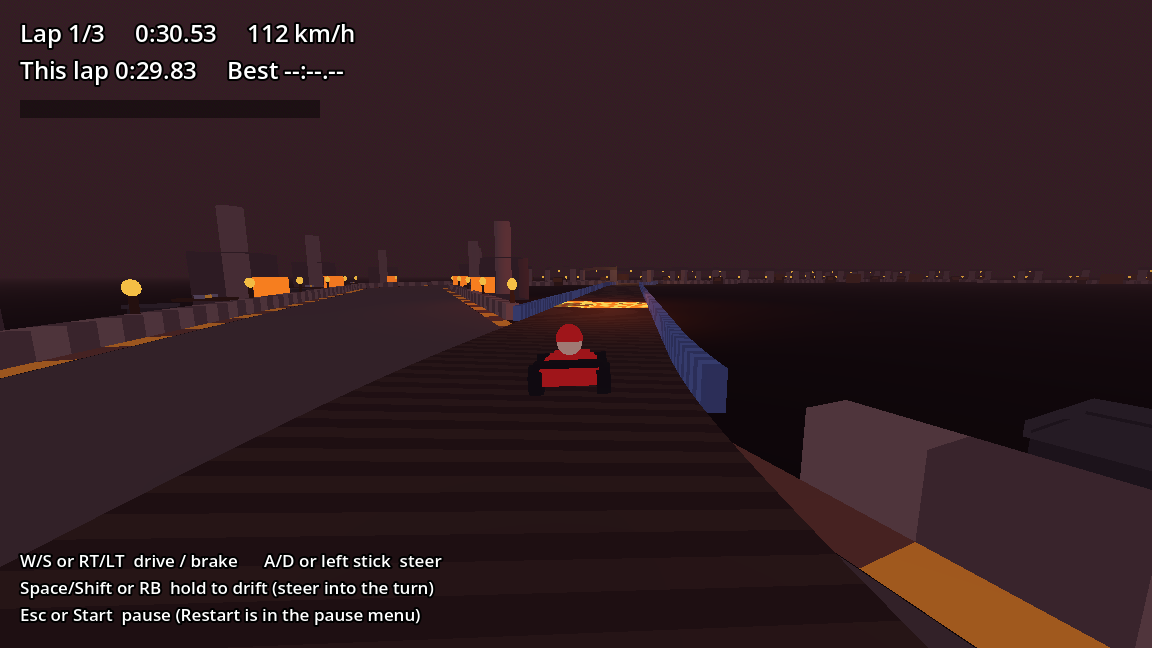 Lap 1/3 0:30.53 112 km/h
This lap 0:29.83 Best --:--.--
W/S or RT/LT drive / brake A/D or left stick steer
Space/Shift or RB hold to drift (steer into the turn)
Esc or Start pause (Restart is in the pause menu)